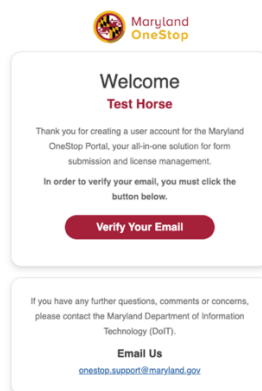 Maryland
OneStop
Welcome
Test Horse
Thank you for creating a user account for the Maryland
OneStop Portal, your all-in-one solution for form
submission and license management.
In order to verify your email, you must click the
button below.
Verify Your Email
If you have any further questions, comments or concerns,
please contact the Maryland Department of Information
Technology (DoIT).
Email Us
onestop.support@maryland.gov